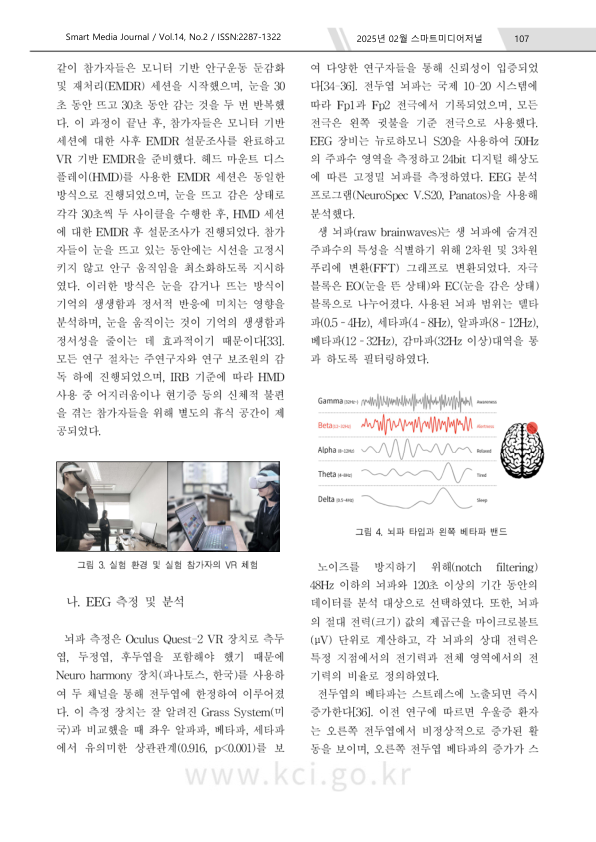 Smart Media Journal / Vol.14, No.2 / ISSN:2287-1322
2025년 02월 스마트미디어저널
107
같이 참가자들은 모니터 기반 안구운동 둔감화
및 재처리(EMDR) 세션을 시작했으며, 눈을 30
초 동안 뜨고 30초 동안 감는 것을 두 번 반복했
다. 이 과정이 끝난 후, 참가자들은 모니터 기반
세션에 대한 사후 EMDR 설문조사를 완료하고
VR 기반 EMDR을 준비했다. 헤드 마운트 디스
플레이(HMD)를 사용한 EMDR 세션은 동일한
방식으로 진행되었으며, 눈을 뜨고 감은 상태로
각각 30초씩 두 사이클을 수행한 후, HMD 세션
에 대한 EMDR 후 설문조사가 진행되었다. 참가
자들이 눈을 뜨고 있는 동안에는 시선을 고정시
키지 않고 안구 움직임을 최소화하도록 지시하
였다. 이러한 방식은 눈을 감거나 뜨는 방식이
기억의 생생함과 정서적 반응에 미치는 영향을
분석하며, 눈을 움직이는 것이 기억의 생생함과
정서성을 줄이는 데 효과적이기 때문이다[33].
모든 연구 절차는 주연구자와 연구 보조원의 감
독 하에 진행되었으며, IRB 기준에 따라 HMD
사용 중 어지러움이나 현기증 등의 신체적 불편
을 겪는 참가자들을 위해 별도의 휴식 공간이 제
공되었다.
그림 3. 실험 환경 및 실험 참가자의 VR 체험
나. EEG 측정 및 분석
뇌파 측정은 Oculus Quest-2 VR 장치로 측두
엽, 두정엽, 후두엽을 포함해야 했기 때문에
Neuro harmony 장치(파나토스, 한국)를 사용하
여 두 채널을 통해 전두엽에 한정하여 이루어졌
다. 이 측정 장치는 잘 알려진 Grass System(미
국)과 비교했을 때 좌우 알파파, 베타파, 세타파
에서 유의미한 상관관계(0.916, p<0.001)를 보
여 다양한 연구자들을 통해 신뢰성이 입증되었
다[34-36]. 전두엽 뇌파는 국제 10-20 시스템에
따라 Fp1과 Fp2 전극에서 기록되었으며, 모든
전극은 왼쪽 귓불을 기준 전극으로 사용했다.
EEG 장비는 뉴로하모니 S20을 사용하여 50Hz
의 주파수 영역을 측정하고 24bit 디지털 해상도
에 따른 고정밀 뇌파를 측정하였다. EEG 분석
프로그램(NeuroSpec V.S20, Panatos)을 사용해
분석했다.
생 뇌파(raw brainwaves)는 생 뇌파에 숨겨진
주파수의 특성을 식별하기 위해 2차원 및 3차원
푸리에 변환(FFT) 그래프로 변환되었다. 자극
블록은 EO(눈을 뜬 상태)와 EC(눈을 감은 상태)
블록으로 나누어졌다. 사용된 뇌파 범위는 델타
파(0.5 - 4Hz), 세타파(4 - 8Hz), 알파파(8 - 12Hz),
베타파(12 - 32Hz), 감마파(32Hz 이상)대역을 통
과 하도록 필터링하였다.
Gamma (32Hz~) Awareness
Beta (12-32Hz) Alertness
Alpha (8-12Hz) Relaxed
Theta (4-8Hz) Tired
Delta (0.5-4Hz) Sleep
그림 4. 뇌파 타입과 왼쪽 베타파 밴드
노이즈를 방지하기 위해(notch filtering)
48Hz 이하의 뇌파와 120초 이상의 기간 동안의
데이터를 분석 대상으로 선택하였다. 또한, 뇌파
의 절대 전력(크기) 값의 제곱근을 마이크로볼트
(µV) 단위로 계산하고, 각 뇌파의 상대 전력은
특정 지점에서의 전기력과 전체 영역에서의 전
기력의 비율로 정의하였다.
전두엽의 베타파는 스트레스에 노출되면 즉시
증가한다[36]. 이전 연구에 따르면 우울증 환자
는 오른쪽 전두엽에서 비정상적으로 증가된 활
동을 보이며, 오른쪽 전두엽 베타파의 증가가 스
www.kci.go.kr